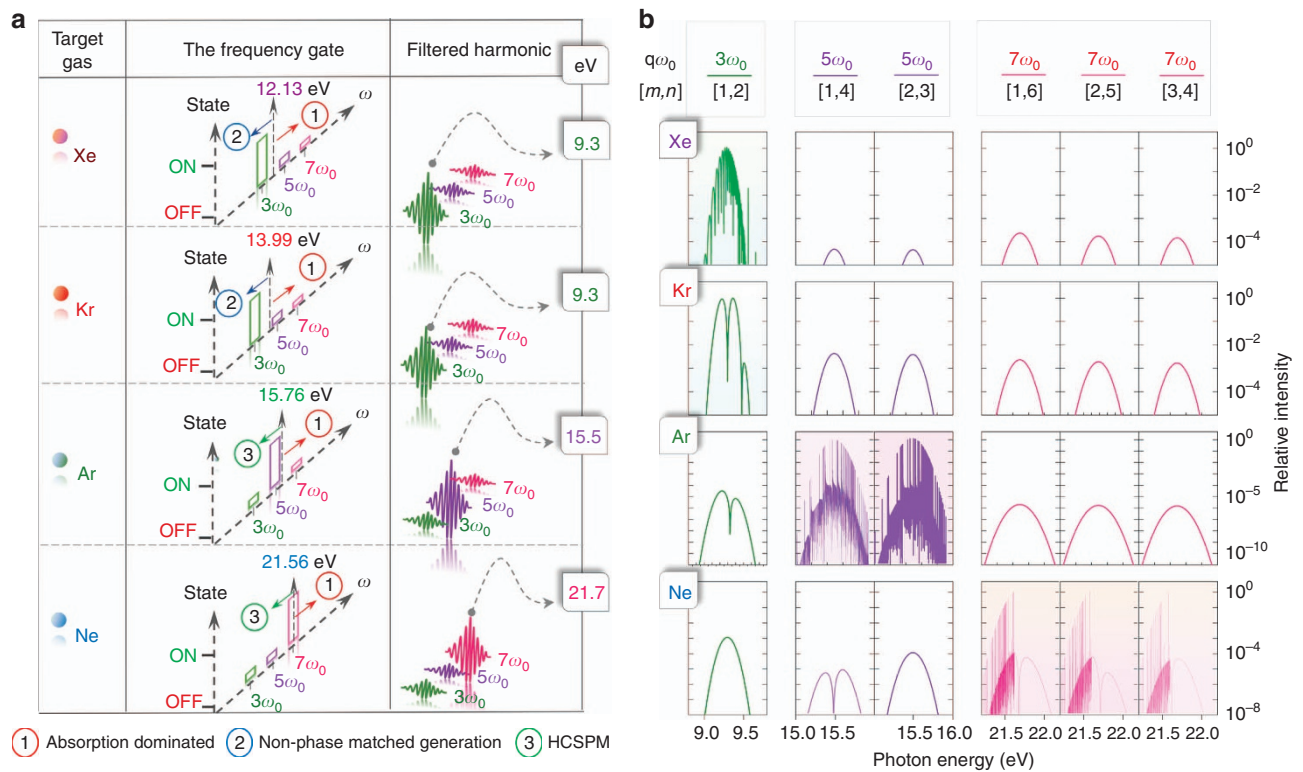 a
Target gas
The frequency gate
Filtered harmonic
eV
Xe
State
12.13 eV
ω
2
1
ON
OFF
7ω0
5ω0
3ω0
7ω0
5ω0
3ω0
9.3
Kr
State
13.99 eV
ω
2
1
ON
OFF
7ω0
5ω0
3ω0
7ω0
5ω0
3ω0
9.3
Ar
State
15.76 eV
ω
3
1
ON
OFF
7ω0
5ω0
3ω0
7ω0
5ω0
3ω0
15.5
Ne
State
21.56 eV
ω
3
1
ON
OFF
7ω0
5ω0
3ω0
7ω0
5ω0
3ω0
21.7
1 Absorption dominated 2 Non-phase matched generation 3 HCSPM
b
qω0 3ω0 5ω0 5ω0 7ω0 7ω0 7ω0
[m,n] [1,2] [1,4] [2,3] [1,6] [2,5] [3,4]
Xe
10^0
10^−2
10^−4
Kr
10^0
10^−2
10^−4
Ar
10^0
10^−5
10^−10
Ne
10^0
10^−4
10^−8
Relative intensity
9.0 9.5 15.0 15.5 15.5 16.0 21.5 22.0 21.5 22.0 21.5 22.0
Photon energy (eV)